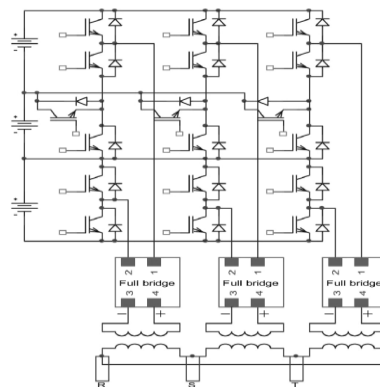 2 1 2 1 2 1
Full bridge Full bridge Full bridge
3 4 3 4 3 4
− + − + − +
R S T